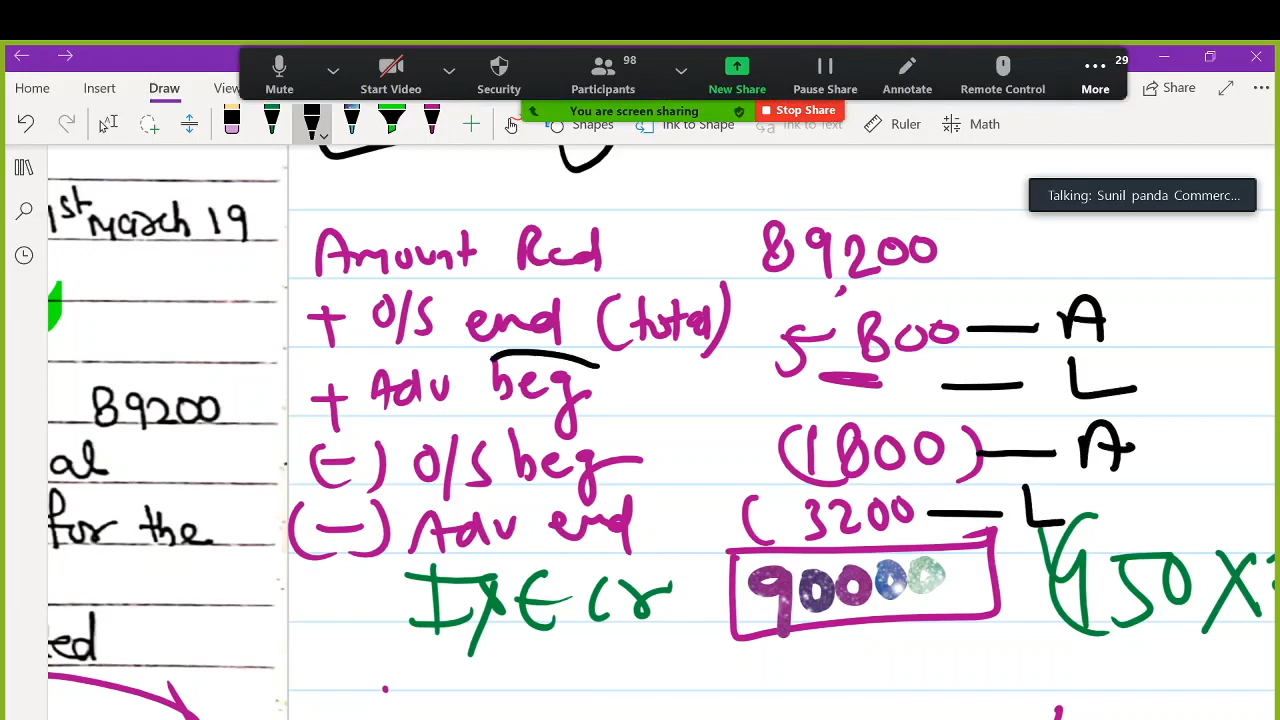 98
29
Mute
Start Video
Security
Participants
New Share
Pause Share
Annotate
Remote Control
More
Home
Insert
Draw
View
Share
You are screen sharing
Stop Share
Shapes
Ink to Shape
Ink to Text
Ruler
Math
Talking: Sunil panda Commerc...
1st March 19
89200
al
for the
ted
Amount Recd 89200
+ O/S end (total) 5800 — A
+ Adv beg — L
(-) O/S beg (1800) — A
(-) Adv end (3200 — L
I/E Cr 90000
(950 X